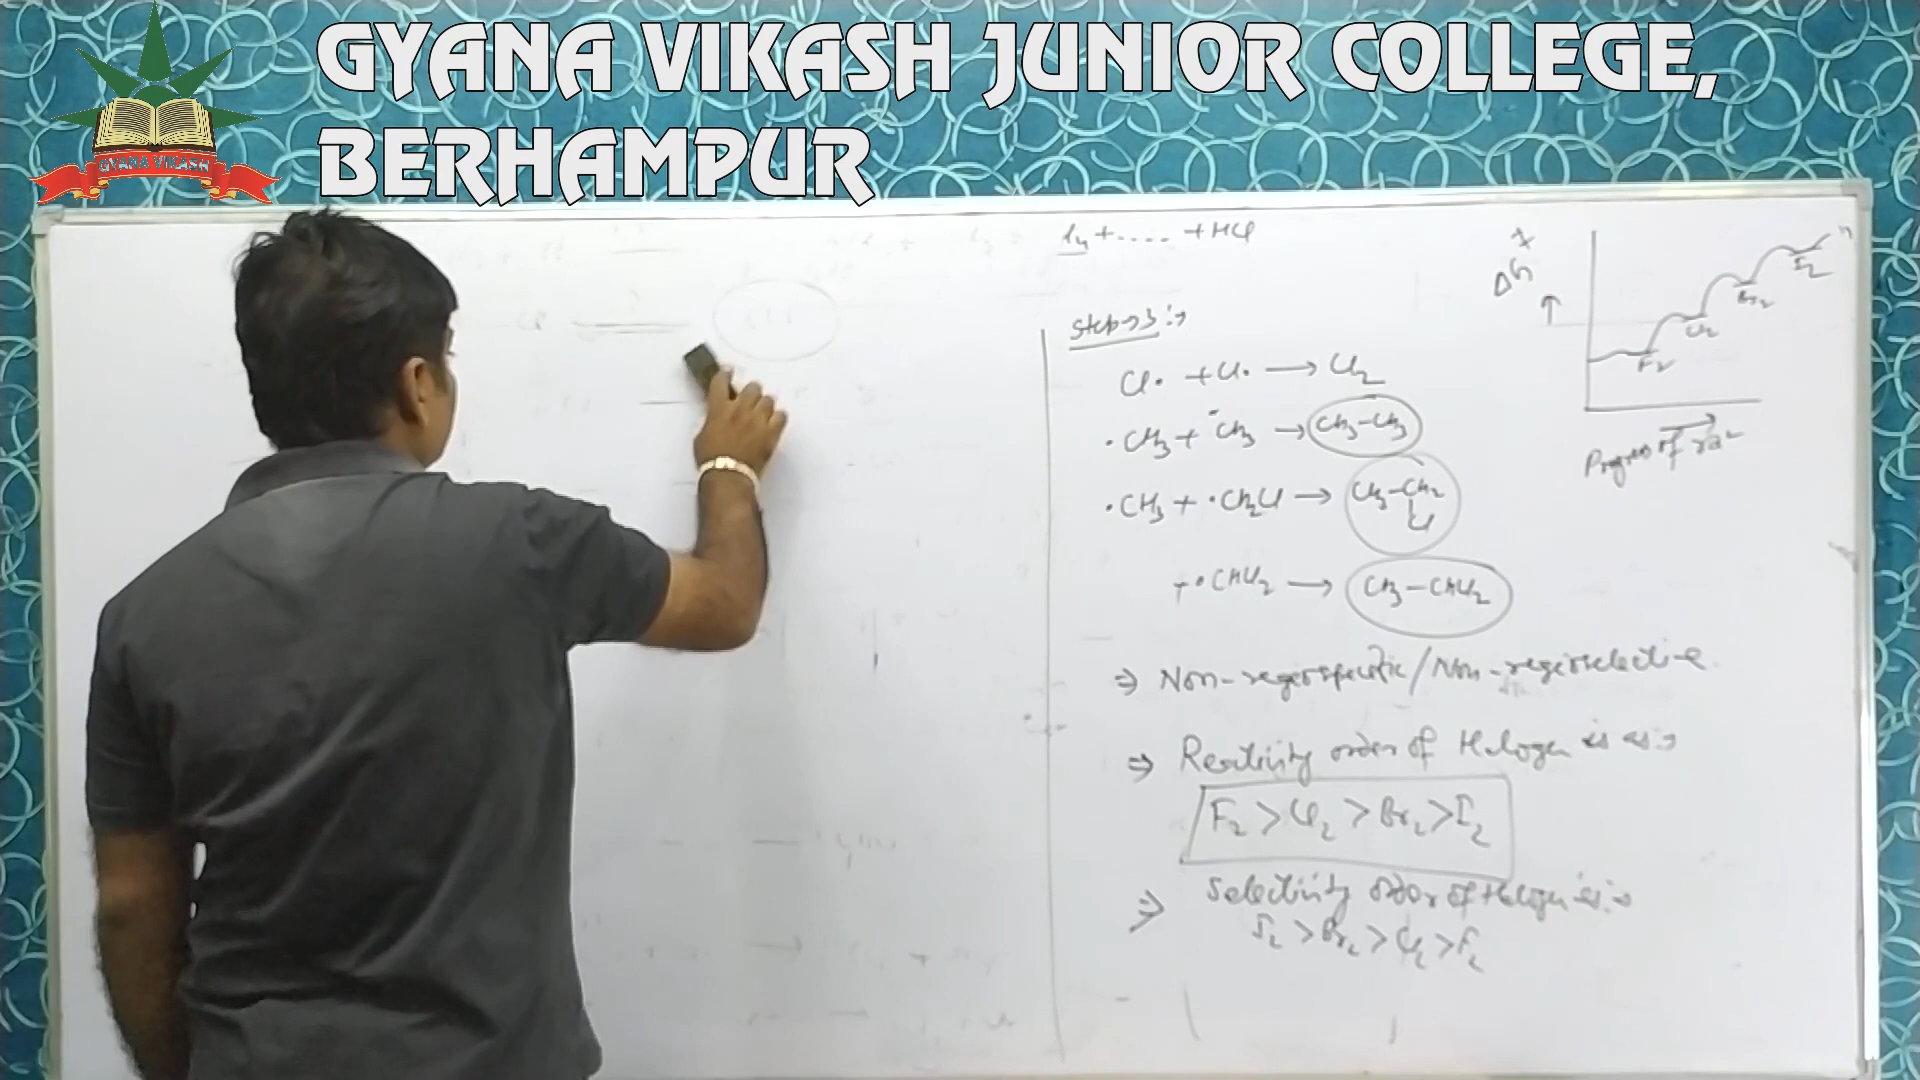 GYANA VIKASH JUNIOR COLLEGE,
BERHAMPUR
GYANA VIKASH
+ ..... + HCl
Step → 3 :→
Cl• + Cl• → Cl₂
•CH₃ + •CH₃ → CH₃-CH₃
•CH₃ + •CH₂Cl → CH₃-CH₂
Cl
+ •CHCl₂ → CH₃-CHCl₂
⇒ Non-regiospecific / Non-regioselective.
⇒ Reactivity order of Halogen is as :→
F₂ > Cl₂ > Br₂ > I₂
⇒ Selectivity order of Halogen is :→
I₂ > Br₂ > Cl₂ > F₂
ΔG
↑
F₂
Cl₂
Br₂
I₂
Progress of rxⁿ